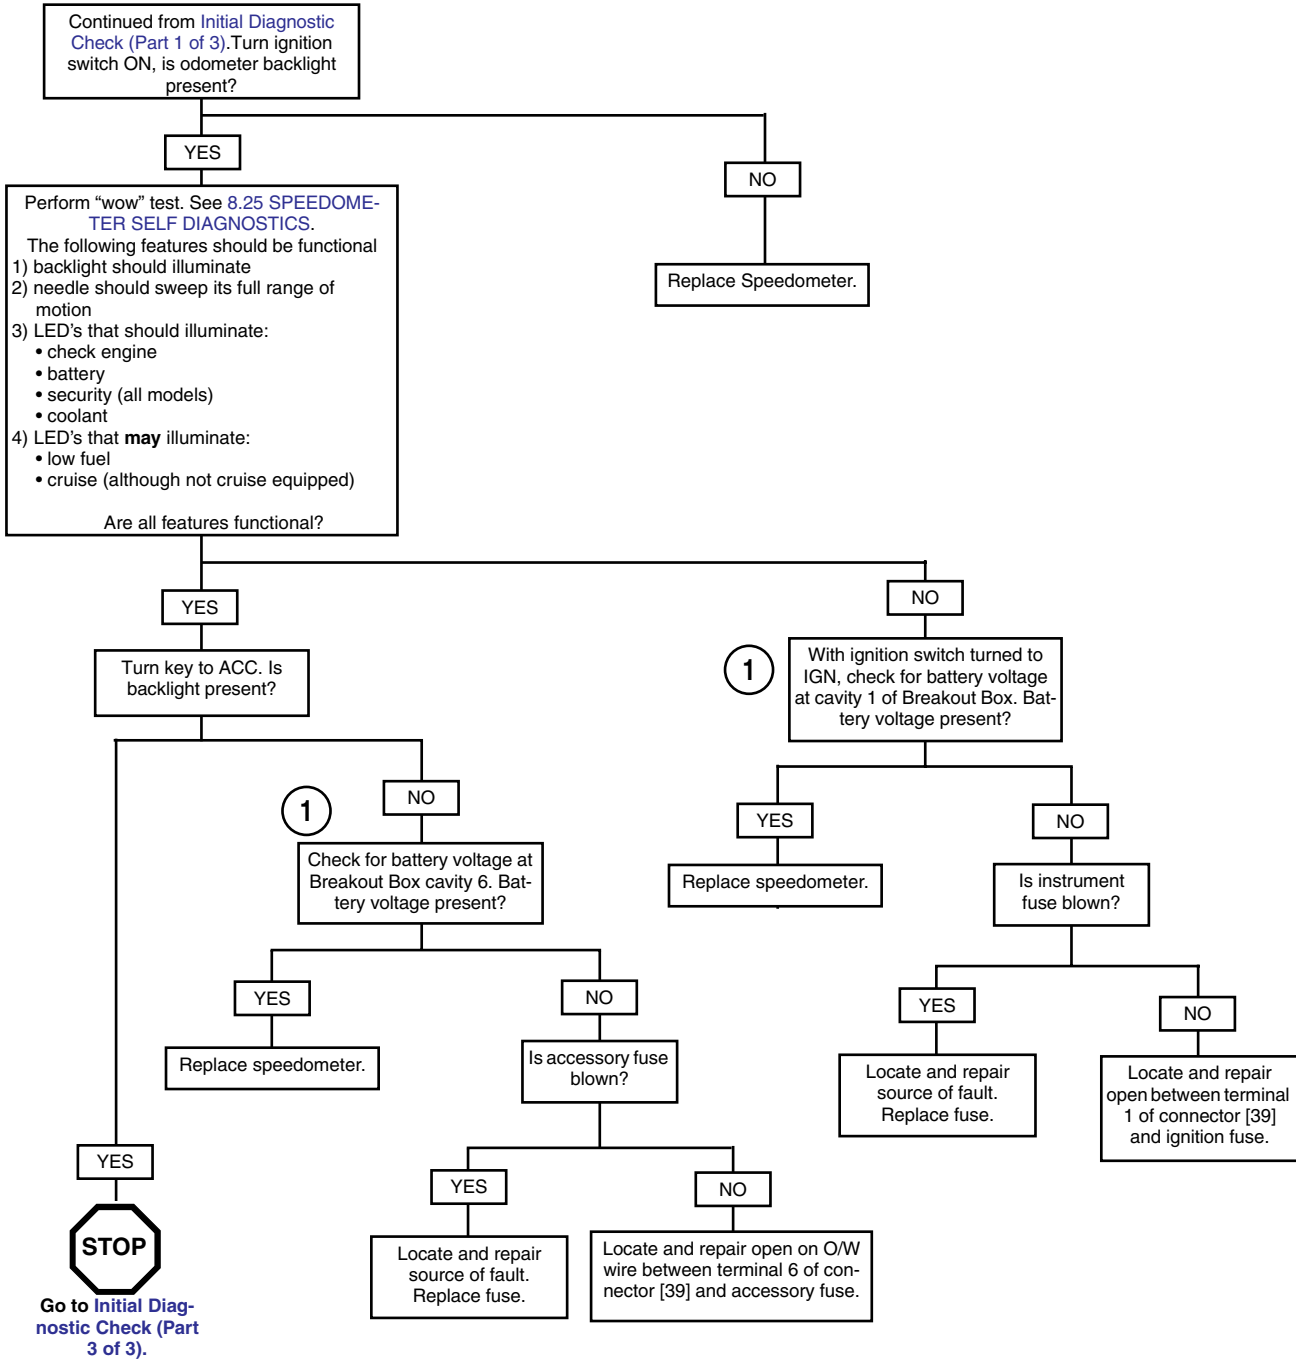 Continued from Initial Diagnostic
Check (Part 1 of 3).Turn ignition
switch ON, is odometer backlight
present?
YES
NO
Perform “wow” test. See 8.25 SPEEDOME-
TER SELF DIAGNOSTICS.
The following features should be functional
1) backlight should illuminate
2) needle should sweep its full range of
motion
3) LED’s that should illuminate:
• check engine
• battery
• security (all models)
• coolant
4) LED’s that may illuminate:
• low fuel
• cruise (although not cruise equipped)
Are all features functional?
Replace Speedometer.
YES
NO
Turn key to ACC. Is
backlight present?
1
With ignition switch turned to
IGN, check for battery voltage
at cavity 1 of Breakout Box. Bat-
tery voltage present?
NO
1
Check for battery voltage at
Breakout Box cavity 6. Bat-
tery voltage present?
YES
NO
Replace speedometer.
Is instrument
fuse blown?
YES
NO
Replace speedometer.
Is accessory fuse
blown?
YES
NO
Locate and repair
source of fault.
Replace fuse.
Locate and repair
open between terminal
1 of connector [39]
and ignition fuse.
YES
STOP
Go to Initial Diag-
nostic Check (Part
3 of 3).
YES
NO
Locate and repair
source of fault.
Replace fuse.
Locate and repair open on O/W
wire between terminal 6 of con-
nector [39] and accessory fuse.